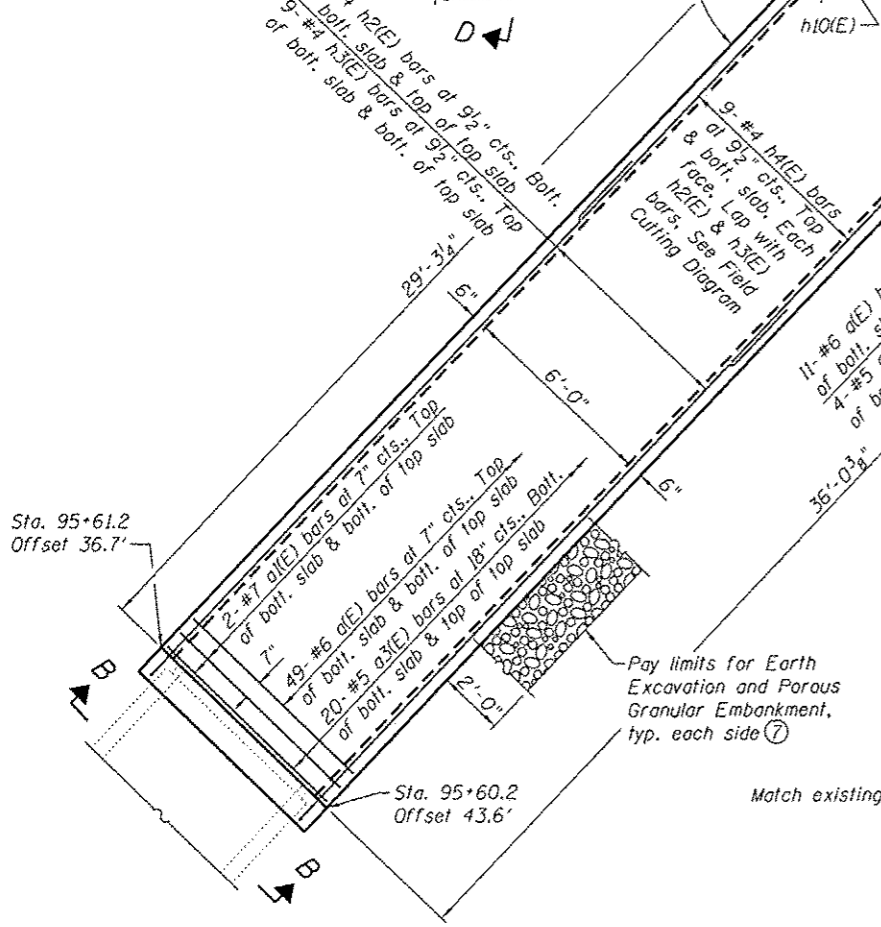 h2(E) bars at 9½" cts., Bott.
bott. slab & top of top slab
9-#4 h3(E) bars at 9½" cts., Top
of bott. slab & bott. of top slab
D
h10(E)
9-#4 h4(E) bars
at 9½" cts., Top
& bott. slab, Each
face, Lap with
h2(E) & h3(E)
bars, See Field
Cutting Diagram
29'-3¼"
6"
6'-0"
11-#6 a(E)
of bott.
4-#5
of
36'-0⅜"
6"
2-#7 a1(E) bars at 7" cts., Top
of bott. slab & bott. of top slab
7"
49-#6 a(E) bars at 7" cts., Top
of bott. slab & bott. of top slab
20-#5 a3(E) bars at 18" cts., Bott.
of bott. slab & top of top slab
Sta. 95+61.2
Offset 36.7'
B
2'-0"
Pay limits for Earth
Excavation and Porous
Granular Embankment,
typ. each side 7
Sta. 95+60.2
Offset 43.6'
Match existing
B